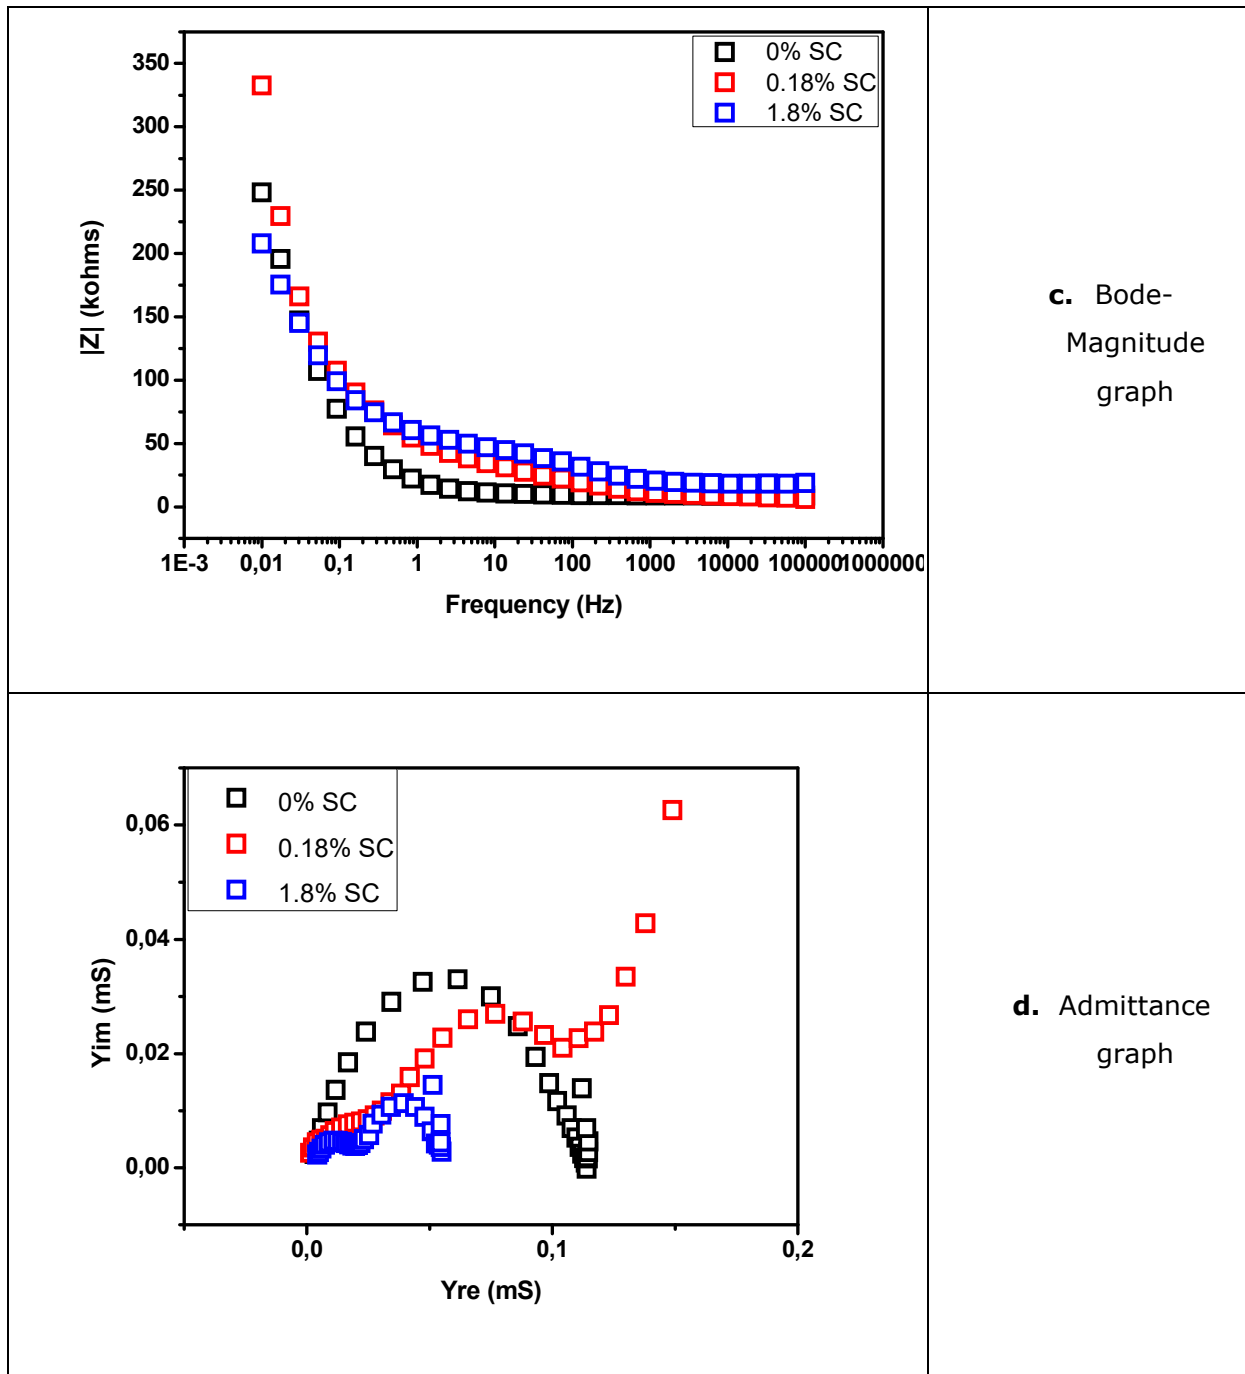 350
300
250
200
150
100
50
0
|Z| (kohms)
0% SC
0.18% SC
1.8% SC
1E-3 0,01 0,1 1 10 100 1000 10000 100000 1000000
Frequency (Hz)
c. Bode-
Magnitude
graph
0,06
0,04
0,02
0,00
Yim (mS)
0% SC
0.18% SC
1.8% SC
0,0 0,1 0,2
Yre (mS)
d. Admittance
graph